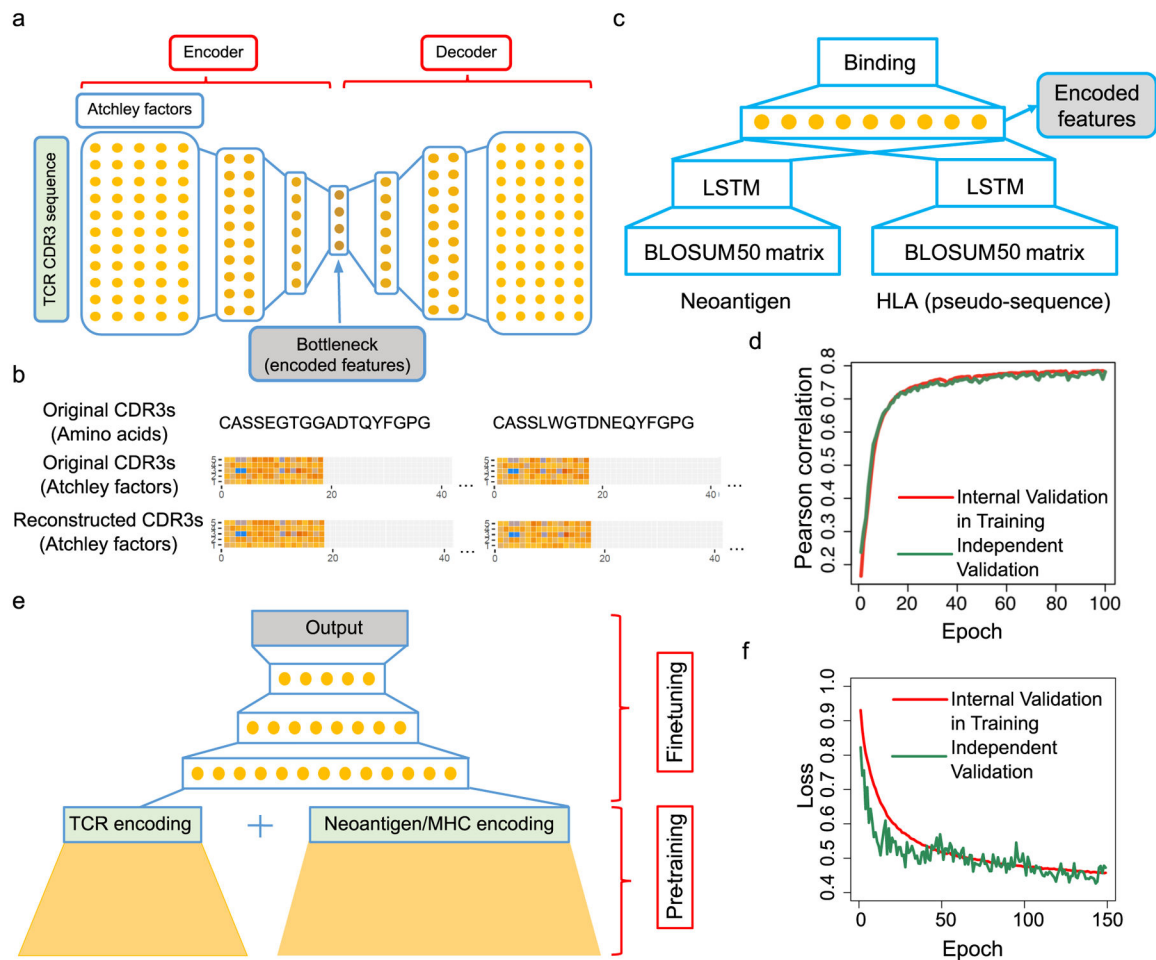 a
Encoder
Decoder
Atchley factors
TCR CDR3 sequence
Bottleneck
(encoded features)
b
Original CDR3s
(Amino acids)
CASSEGTGGADTQYFGPG
CASSLWGTDNEQYFGPG
Original CDR3s
(Atchley factors)
0
20
40
...
0
20
40
...
Reconstructed CDR3s
(Atchley factors)
0
20
40
...
0
20
40
...
c
Binding
Encoded
features
LSTM
LSTM
BLOSUM50 matrix
BLOSUM50 matrix
Neoantigen
HLA (pseudo-sequence)
d
Pearson correlation
0.8
0.7
0.6
0.5
0.4
0.3
0.2
Internal Validation
in Training
Independent
Validation
0
20
40
60
80
100
Epoch
e
Output
Finetuning
TCR encoding
+
Neoantigen/MHC encoding
Pre-training
f
Loss
1.0
0.9
0.8
0.7
0.6
0.5
0.4
Internal Validation
in Training
Independent
Validation
0
50
100
150
Epoch